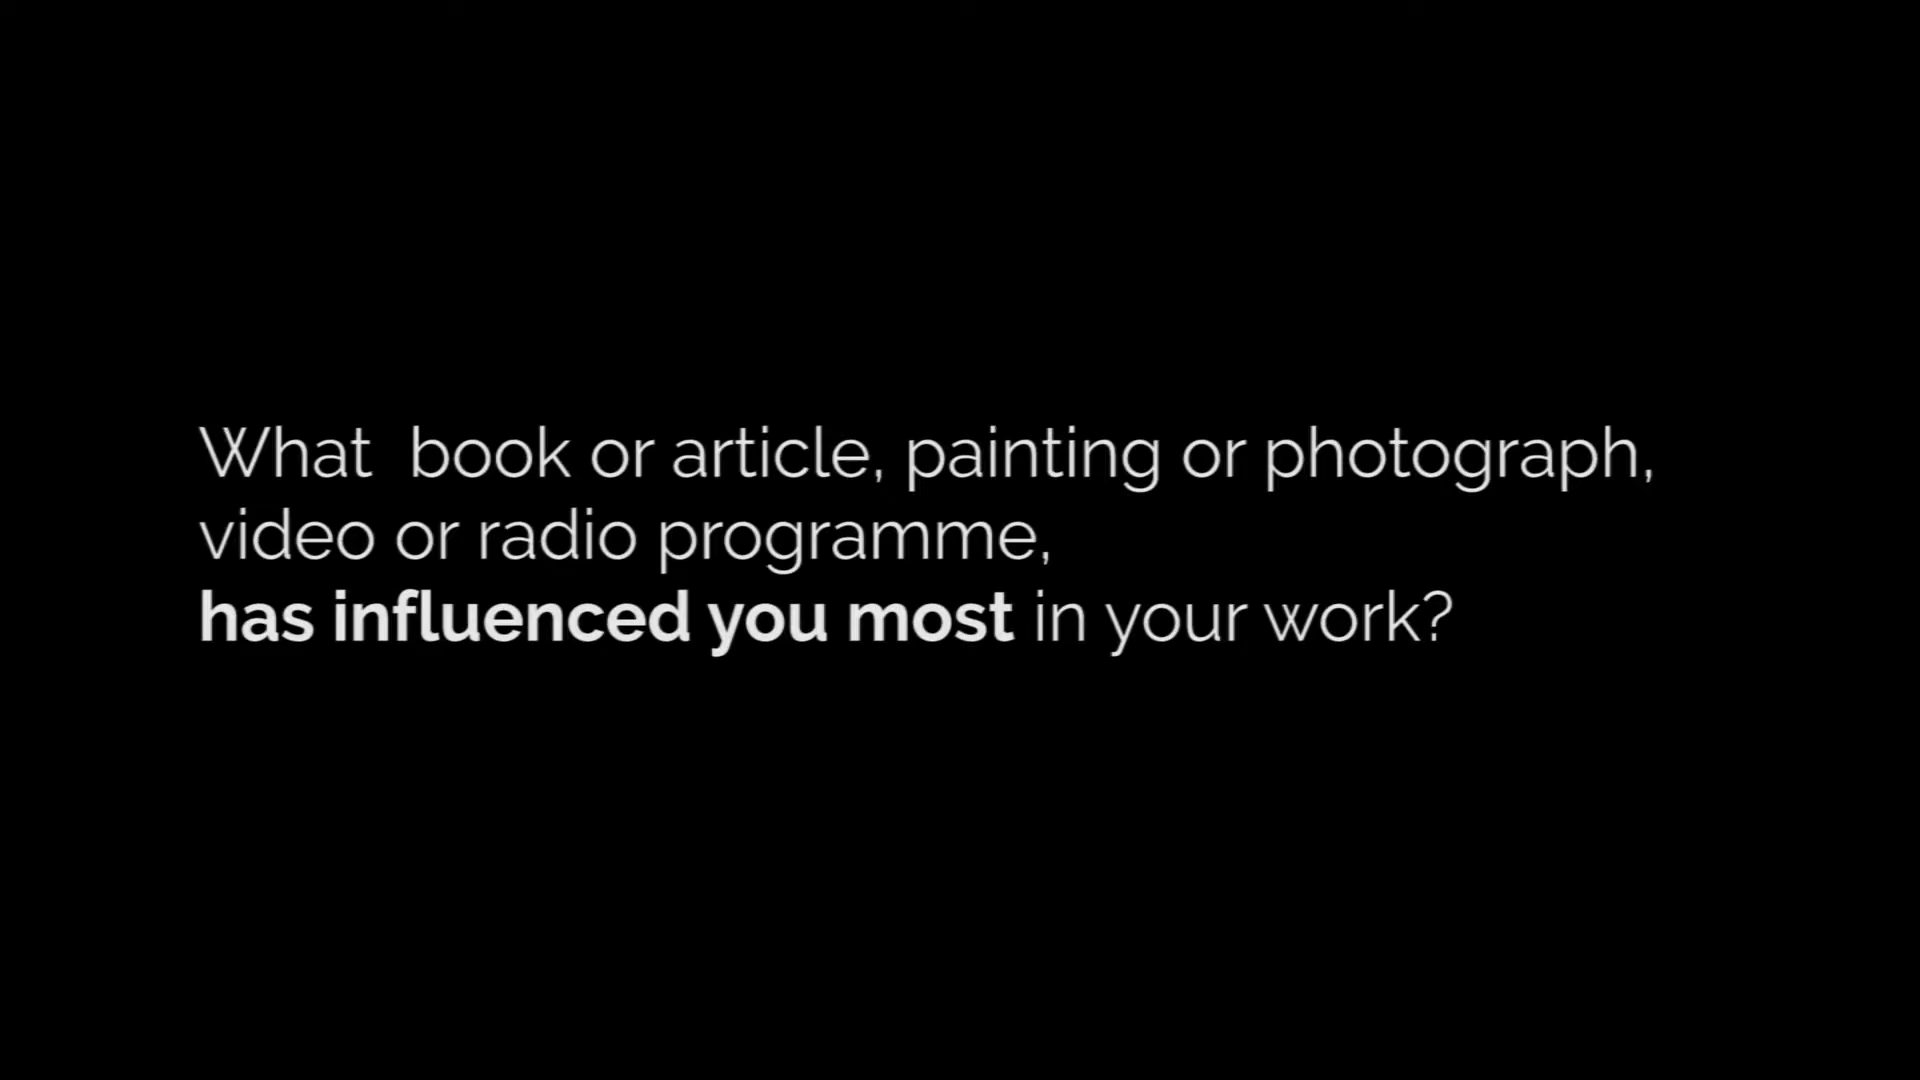 What  book or article, painting or photograph,
video or radio programme,
has influenced you most in your work?